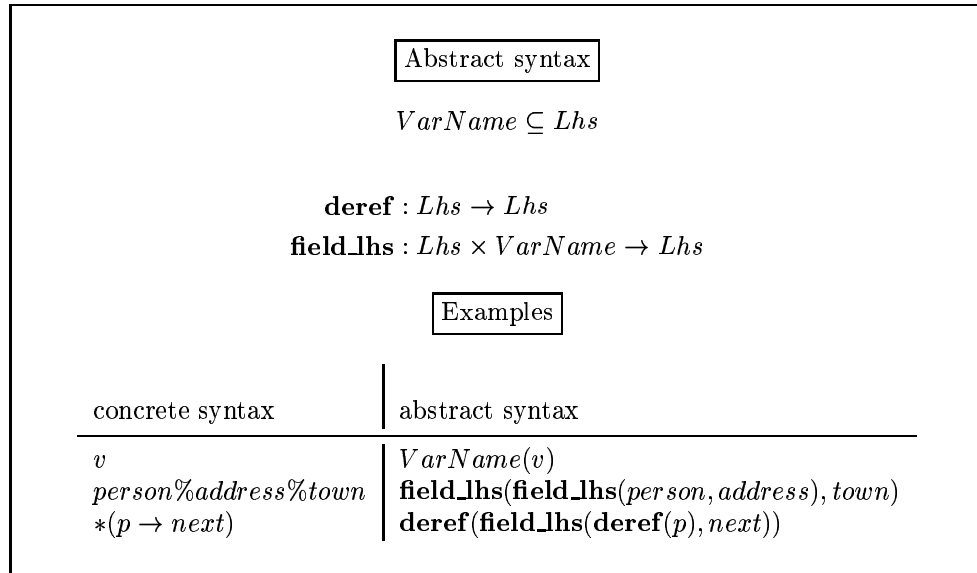 Abstract syntax
VarName ⊆ Lhs
deref : Lhs → Lhs
field_lhs : Lhs × VarName → Lhs
Examples
concrete syntax abstract syntax
v VarName(v)
person%address%town field_lhs(field_lhs(person, address), town)
*(p → next) deref(field_lhs(deref(p), next))